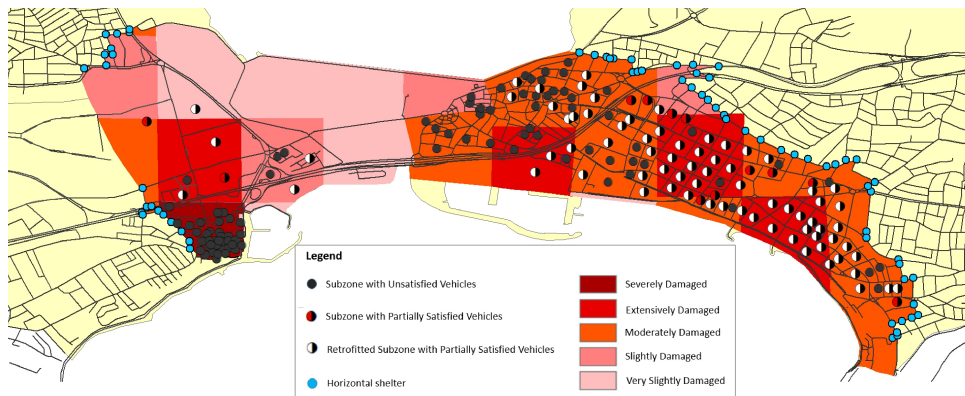 Legend
Subzone with Unsatisfied Vehicles
Subzone with Partially Satisfied Vehicles
Retrofitted Subzone with Partially Satisfied Vehicles
Horizontal shelter
Severely Damaged
Extensively Damaged
Moderately Damaged
Slightly Damaged
Very Slightly Damaged